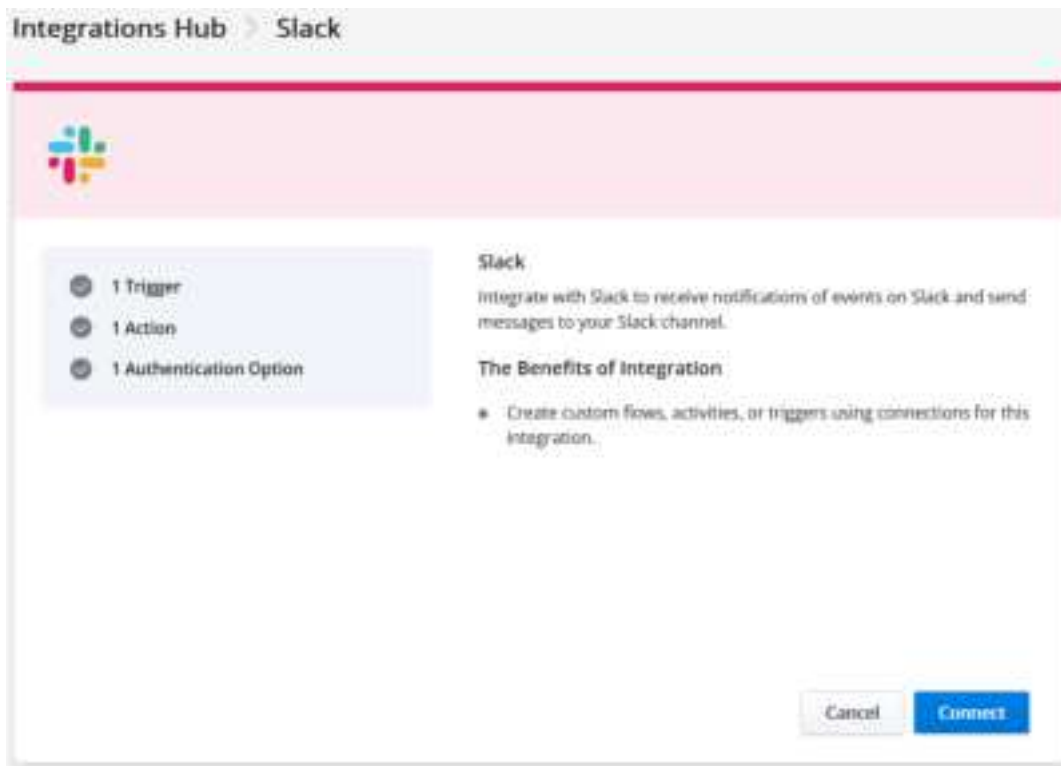 Integrations Hub > Slack
1 Trigger
1 Action
1 Authentication Option
Slack
Integrate with Slack to receive notifications of events on Slack and send
messages to your Slack channel.
The Benefits of Integration
• Create custom flows, activities, or triggers using connections for this
integration.
Cancel
Connect